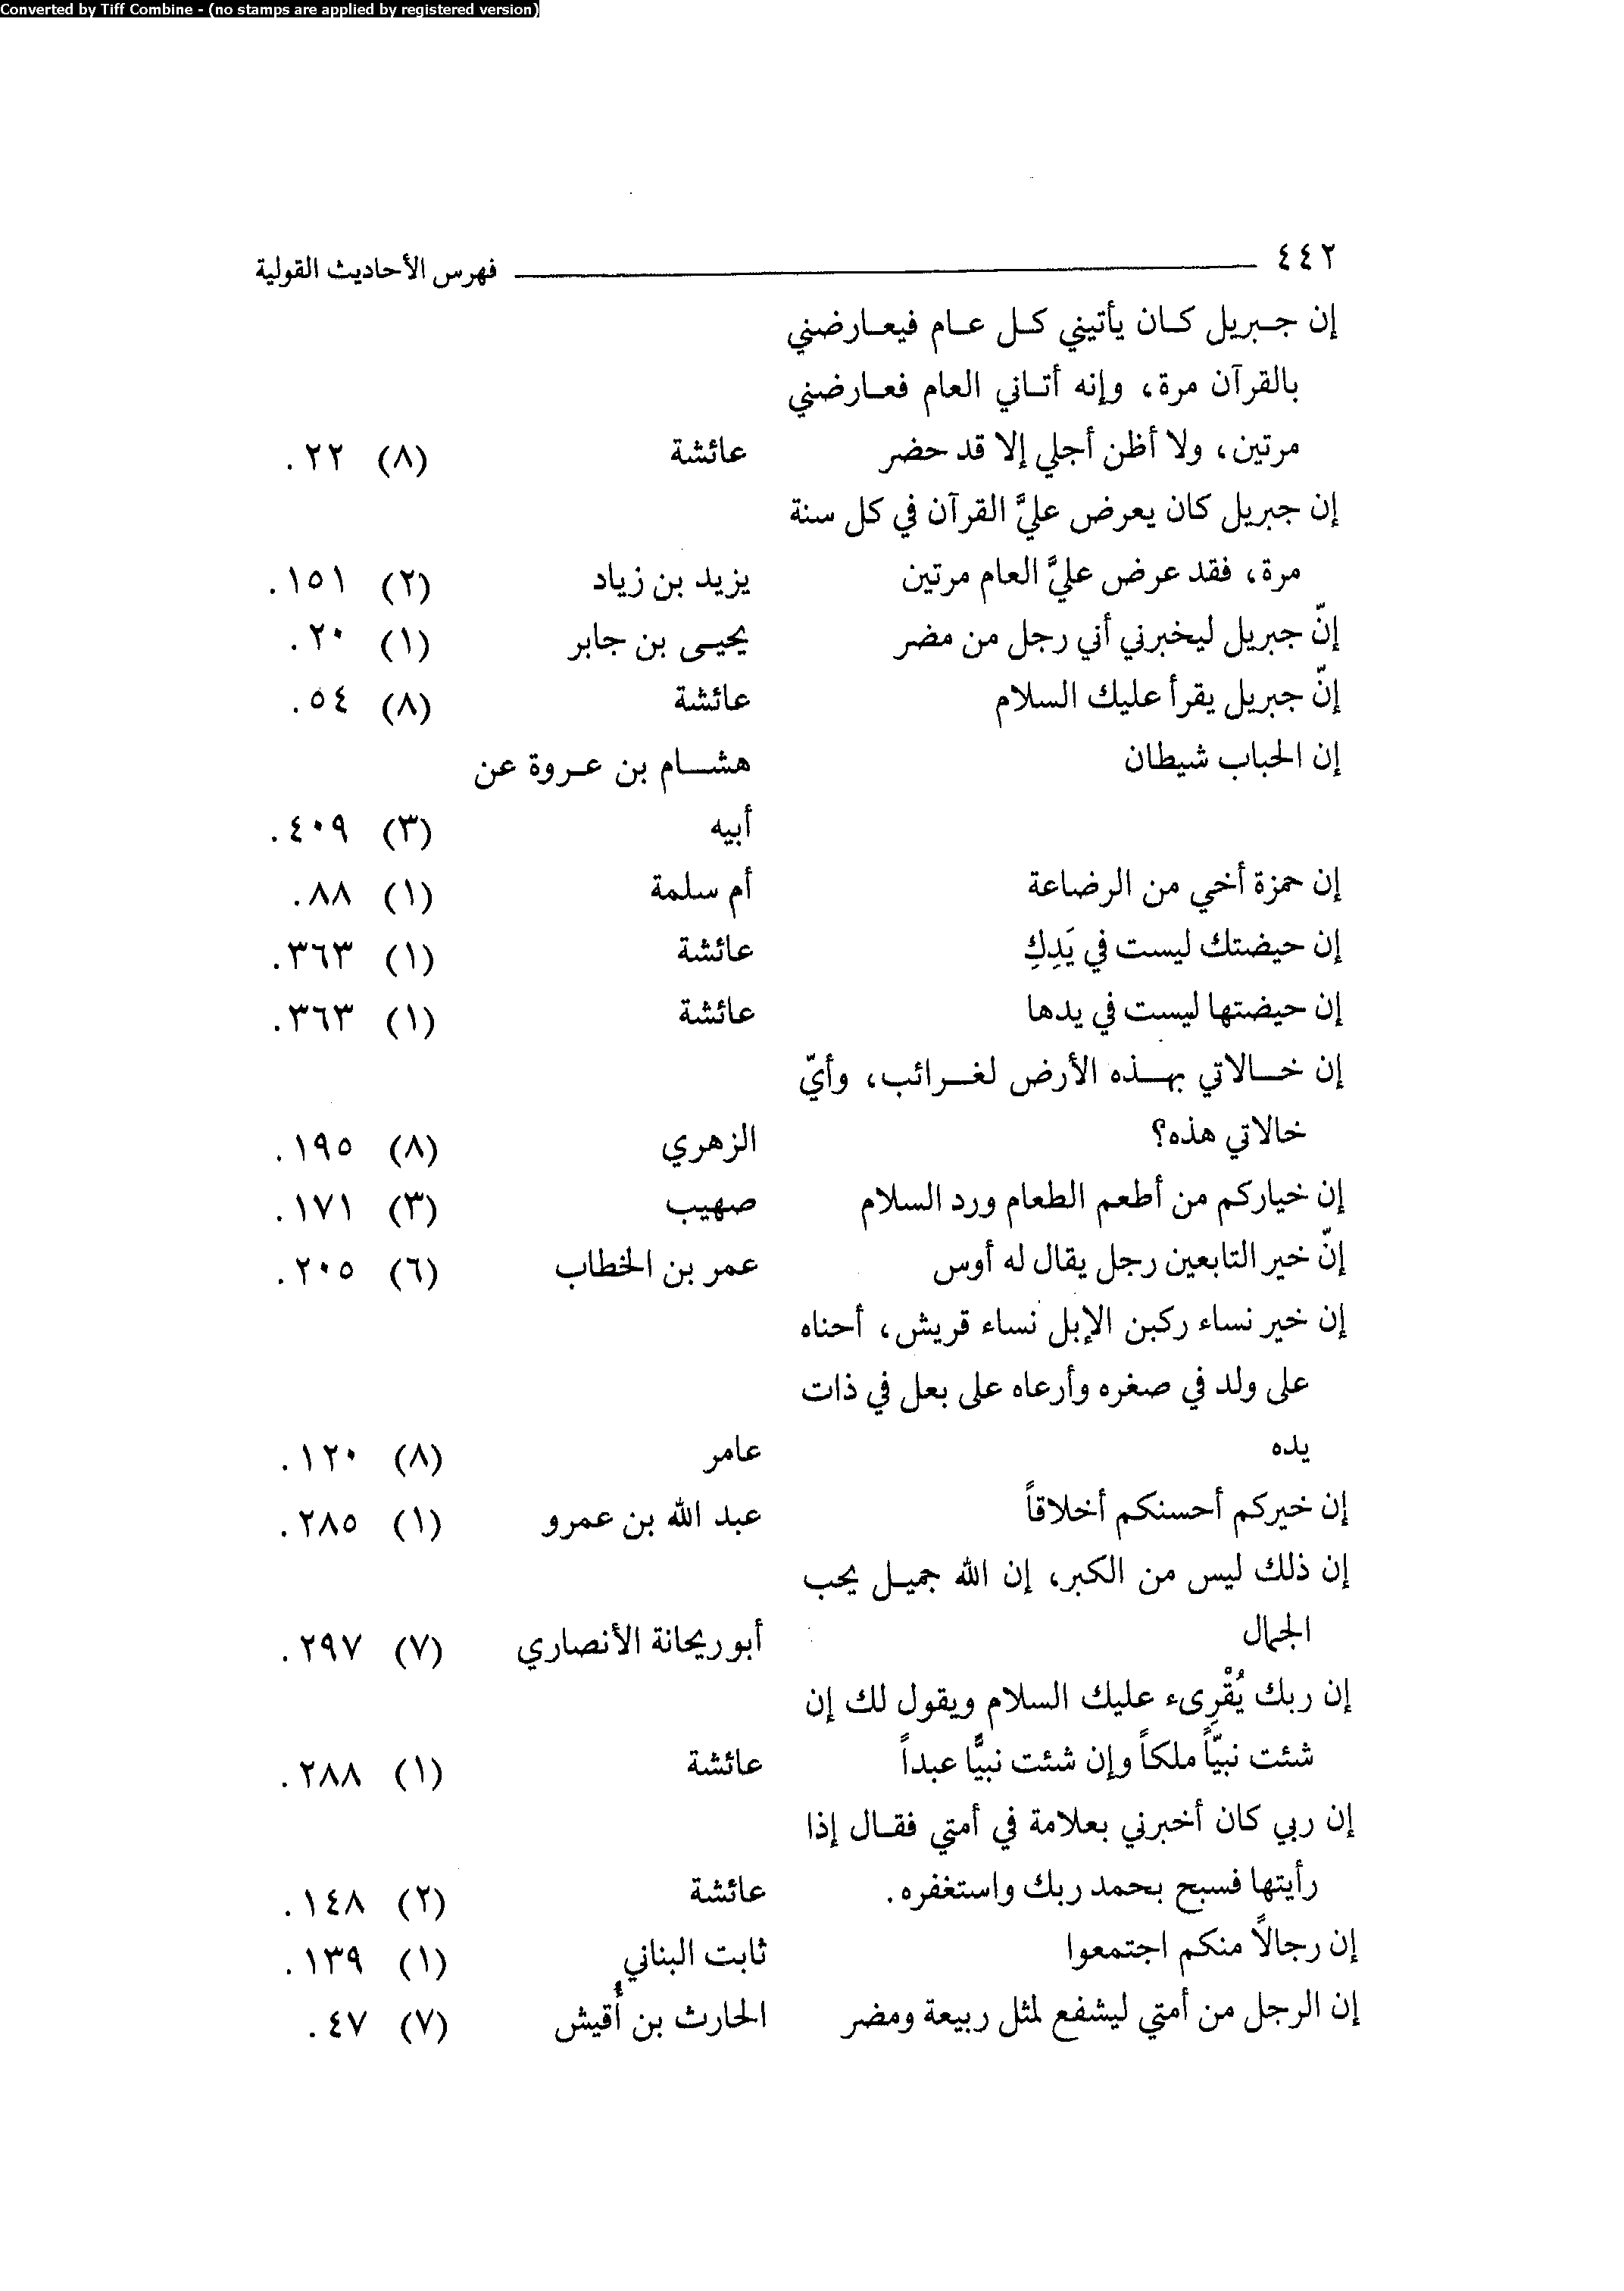 Converted by Tiff Combine - (no stamps are applied by registered version)
٤٤٢ فهرس الأحاديث القولية
إن جبريل كان يأتيني كل عام فيعارضني
بالقرآن مرة، وإنه أتاني العام فعارضني
مرتين، ولا أظن أجلي إلا قد حضر عائشة (٨) ٢٢.
إن جبريل كان يعرض عليَّ القرآن في كل سنة
مرة، فقد عرض عليَّ العام مرتين يزيد بن زياد (٢) ١٥١.
إنّ جبريل ليخبرني أني رجل من مضر يحيى بن جابر (١) ٢٠.
إنّ جبريل يقرأ عليك السلام عائشة (٨) ٥٤.
إن الحباب شيطان هشام بن عروة عن
أبيه (٣) ٤٠٩.
إن حمزة أخي من الرضاعة أم سلمة (١) ٨٨.
إن حيضتك ليست في يَدِكِ عائشة (١) ٣٦٣.
إن حيضتها ليست في يدها عائشة (١) ٣٦٣.
إن خالاتي بهذه الأرض لغرائب، وأيّ
خالاتي هذه؟ الزهري (٨) ١٩٥.
إن خياركم من أطعم الطعام ورد السلام صهيب (٣) ١٧١.
إنّ خير التابعين رجل يقال له أوس عمر بن الخطاب (٦) ٢٠٥.
إن خير نساء ركبن الإبل نساء قريش، أحناه
على ولد في صغره وأرعاه على بعل في ذات
يده عامر (٨) ١٢٠.
إن خيركم أحسنكم أخلاقاً عبد الله بن عمرو (١) ٢٨٥.
إن ذلك ليس من الكبر، إن الله جميل يحب
الجمال أبو ريحانة الأنصاري (٧) ٢٩٧.
إن ربك يُقْرِىء عليك السلام ويقول لك إن
شئت نبيّاً ملكاً وإن شئت نبيًّا عبداً عائشة (١) ٢٨٨.
إن ربي كان أخبرني بعلامة في أمتي فقال إذا
رأيتها فسبح بحمد ربك واستغفره. عائشة (٢) ١٤٨.
إن رجالاً منكم اجتمعوا ثابت البناني (١) ١٣٩.
إن الرجل من أمتي ليشفع لمثل ربيعة ومضر الحارث بن أُقيش (٧) ٤٧.